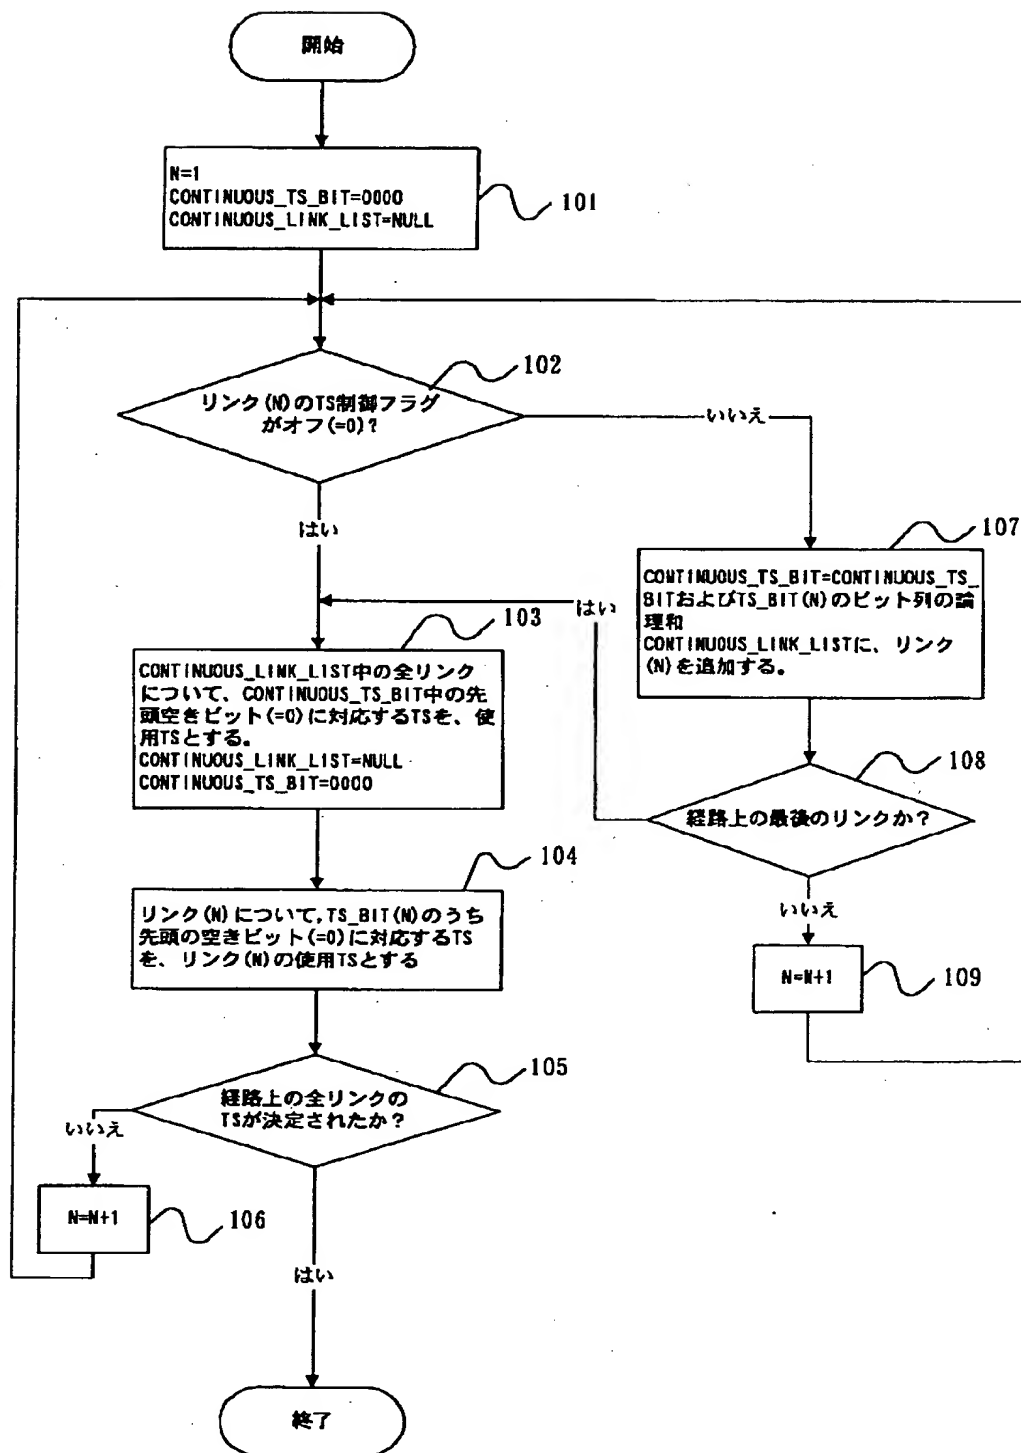 開始
N=1
CONTINUOUS_TS_BIT=0000
CONTINUOUS_LINK_LIST=NULL
101
102
リンク(N)のTS制御フラグ
がオフ(=0)?
いいえ
はい
107
CONTINUOUS_TS_BIT=CONTINUOUS_TS_
BITおよびTS_BIT(N)のビット列の論
理和
CONTINUOUS_LINK_LISTに、リンク
(N)を追加する。
はい
103
CONTINUOUS_LINK_LIST中の全リンク
について、CONTINUOUS_TS_BIT中の先
頭空きビット(=0)に対応するTSを、使
用TSとする。
CONTINUOUS_LINK_LIST=NULL
CONTINUOUS_TS_BIT=0000
108
経路上の最後のリンクか?
104
リンク(N)について,TS_BIT(N)のうち
先頭の空きビット(=0)に対応するTS
を、リンク(N)の使用TSとする
いいえ
N=N+1
109
105
経路上の全リンクの
TSが決定されたか?
いいえ
N=N+1
106
はい
終了